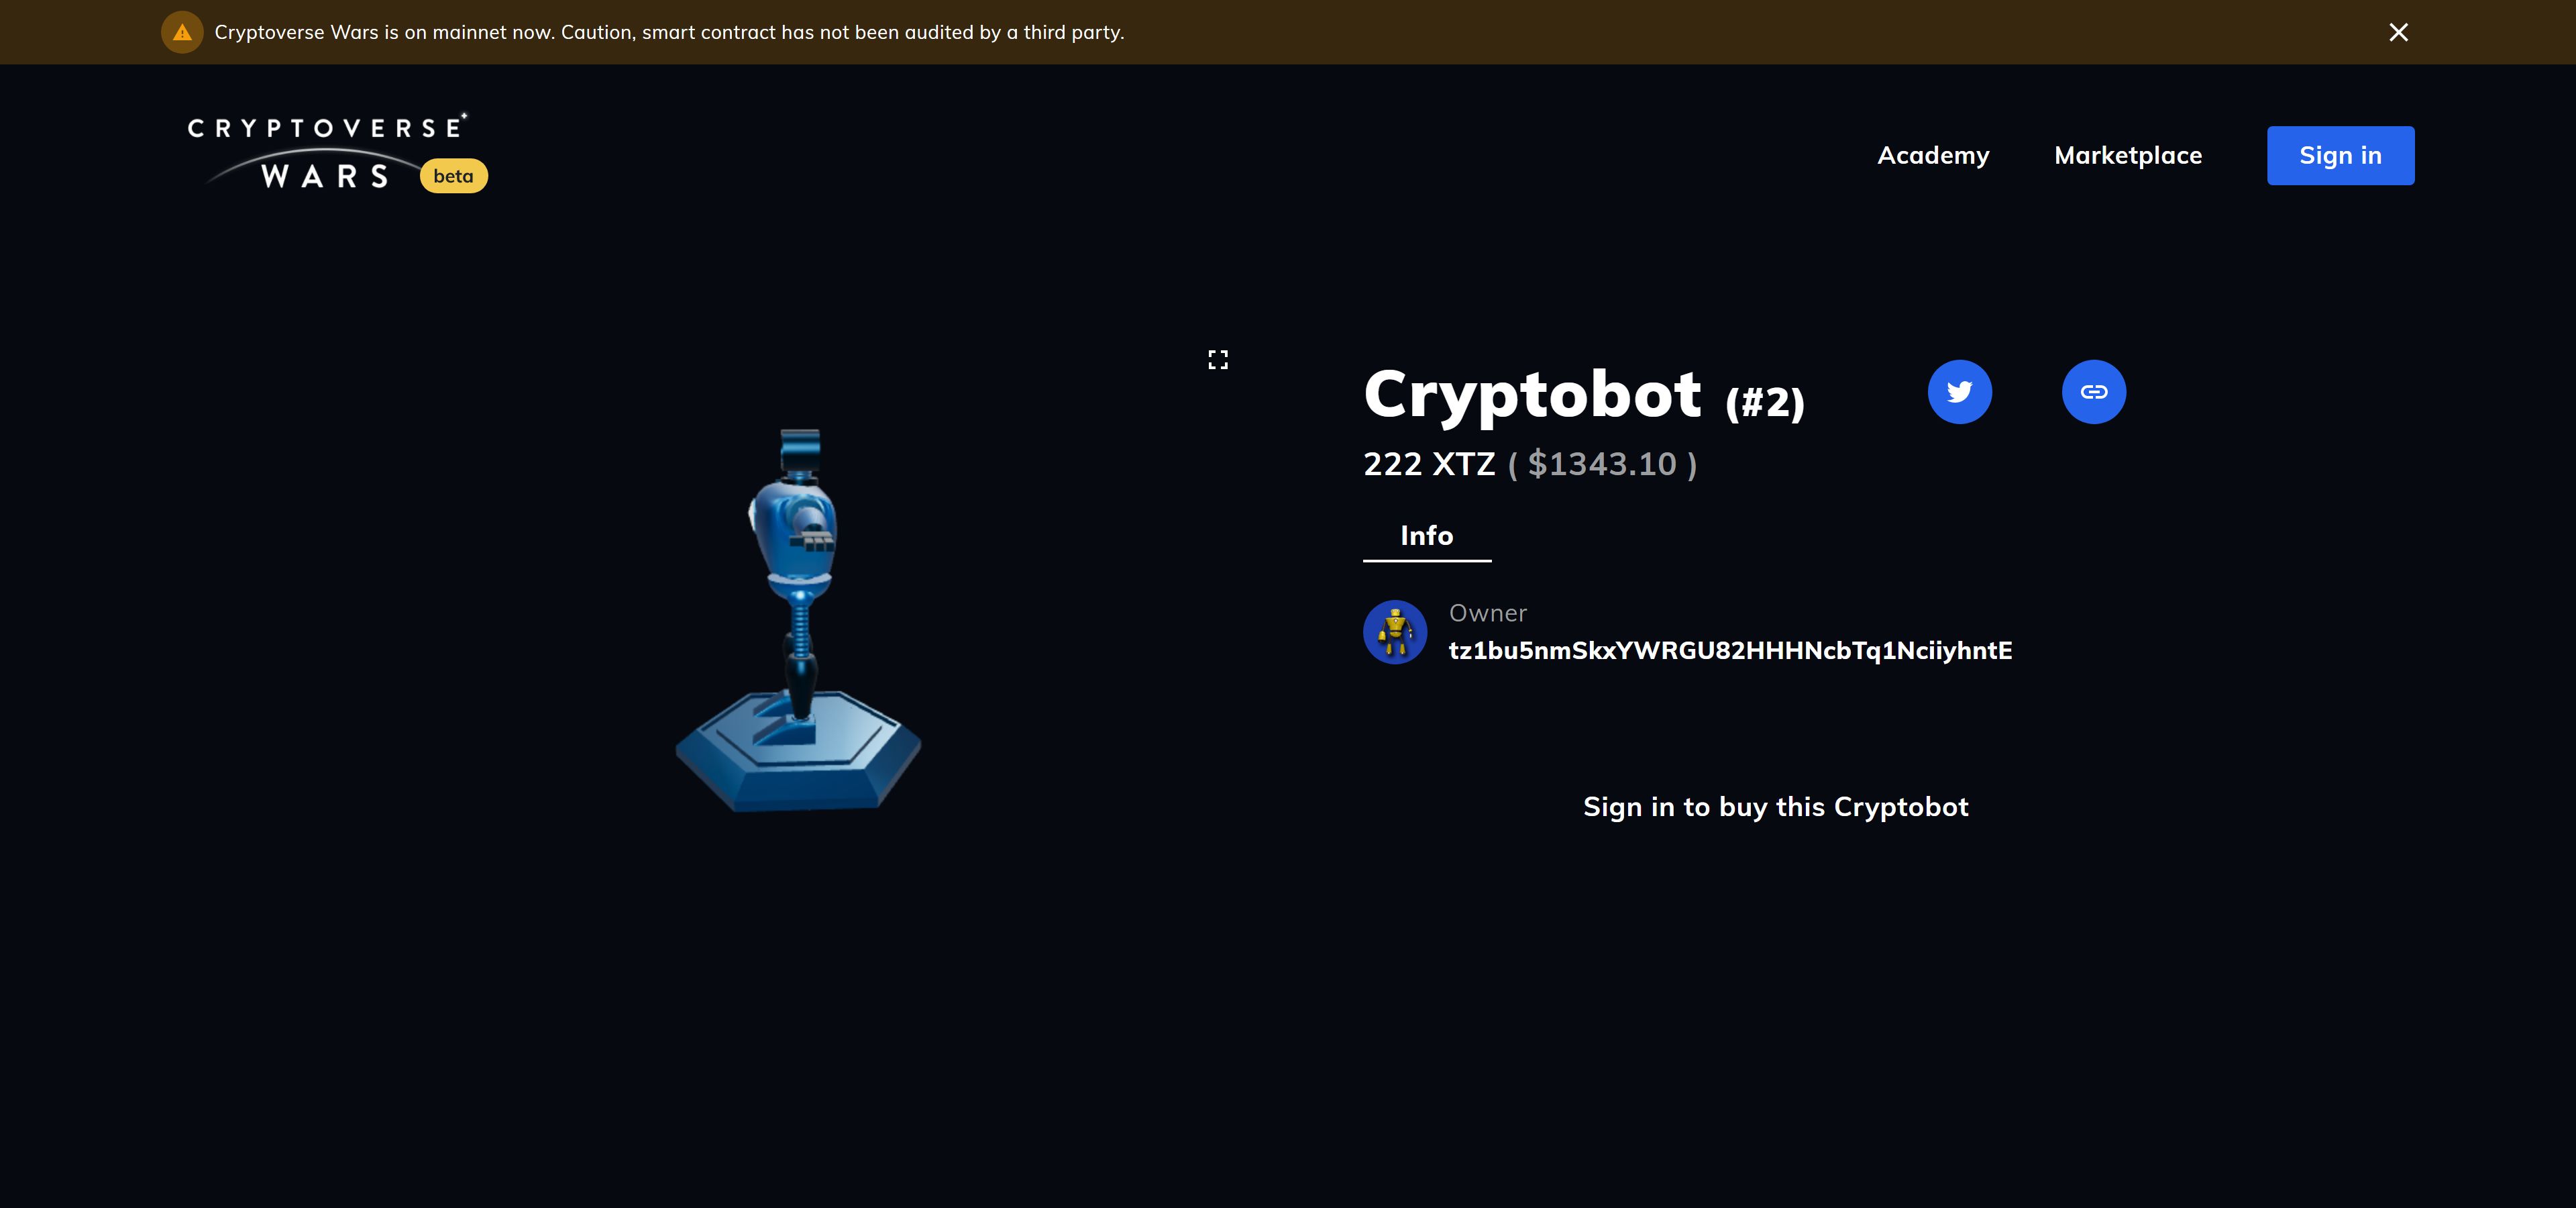 Cryptoverse Wars is on mainnet now. Caution, smart contract has not been audited by a third party.
CRYPTOVERSE
WARS
beta
Academy
Marketplace
Sign in
Cryptobot (#2)
222 XTZ ( $1343.10 )
Info
Owner
tz1bu5nmSkxYWRGU82HHHNcbTq1NciiyhntE
Sign in to buy this Cryptobot